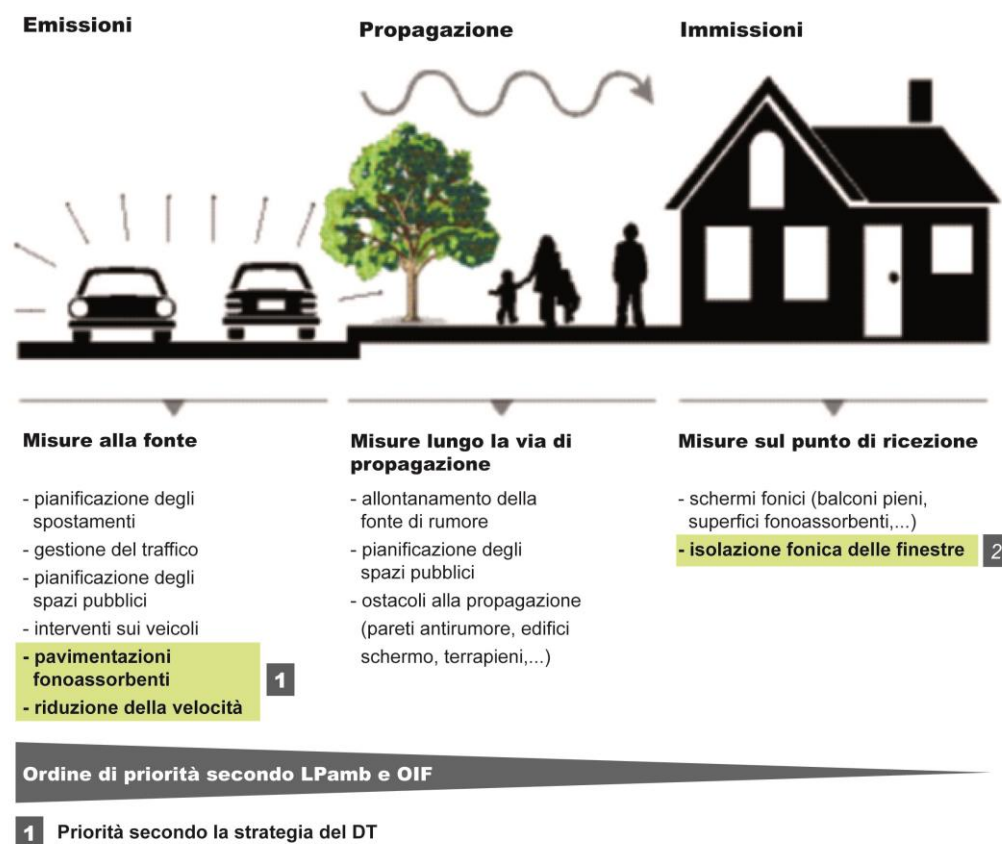 Emissioni
Propagazione
Immissioni
Misure alla fonte
- pianificazione degli
spostamenti
- gestione del traffico
- pianificazione degli
spazi pubblici
- interventi sui veicoli
- pavimentazioni
fonoassorbenti
- riduzione della velocità
1
Misure lungo la via di
propagazione
- allontanamento della
fonte di rumore
- pianificazione degli
spazi pubblici
- ostacoli alla propagazione
(pareti antirumore, edifici
schermo, terrapieni,...)
Misure sul punto di ricezione
- schermi fonici (balconi pieni,
superfici fonoassorbenti,...)
- isolazione fonica delle finestre
2
Ordine di priorità secondo LPamb e OIF
1 Priorità secondo la strategia del DT